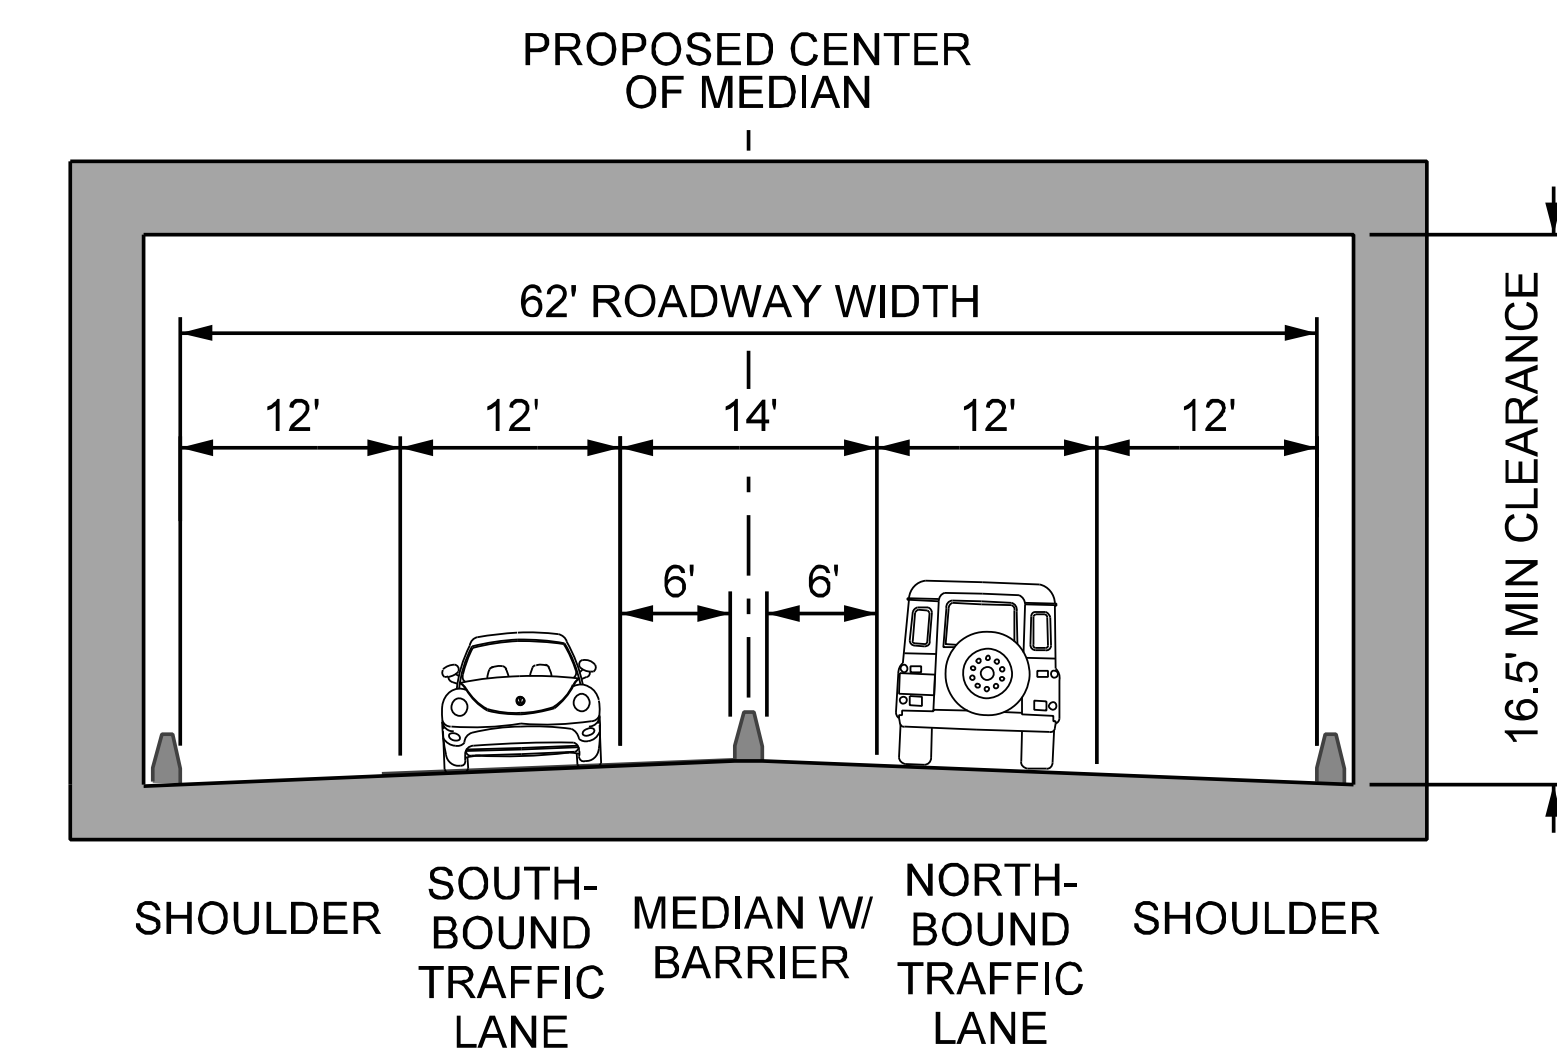 PROPOSED CENTER
OF MEDIAN
62' ROADWAY WIDTH
12'
12'
14'
12'
12'
6'
6'
16.5' MIN CLEARANCE
SHOULDER
SOUTH-
BOUND
TRAFFIC
LANE
MEDIAN W/
BARRIER
NORTH-
BOUND
TRAFFIC
LANE
SHOULDER